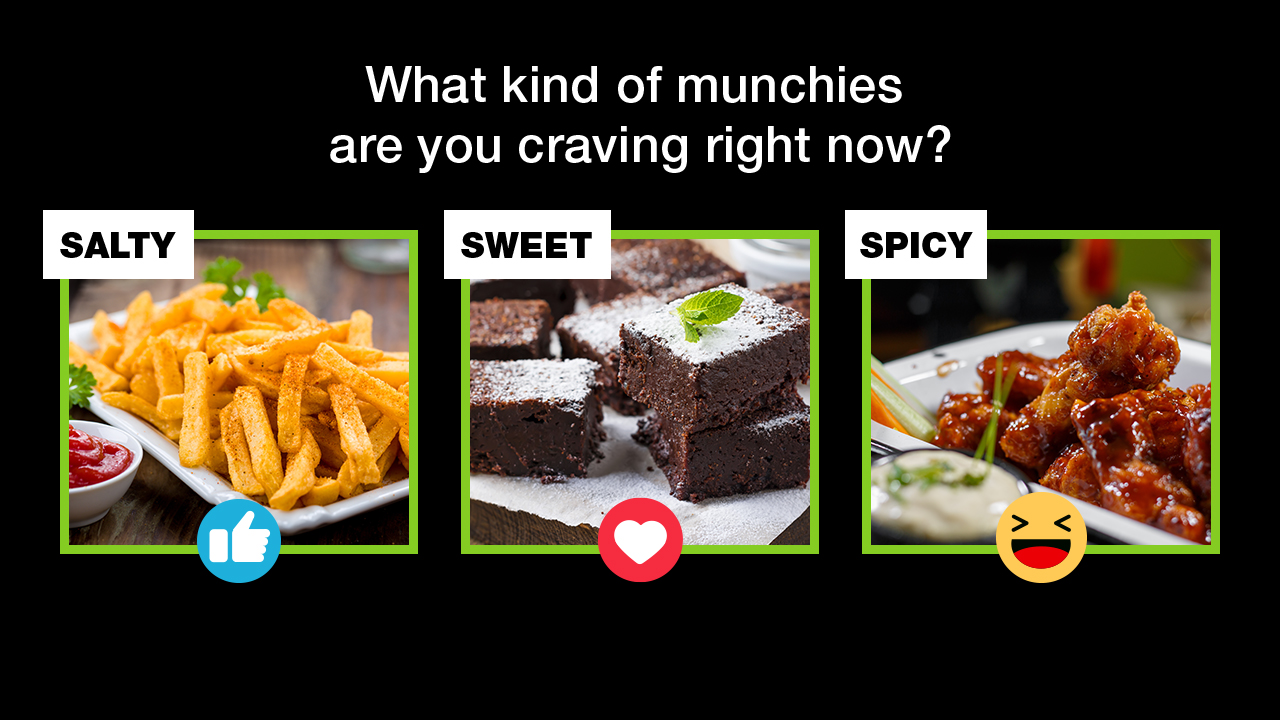 What kind of munchies
are you craving right now?
SALTY
SWEET
SPICY